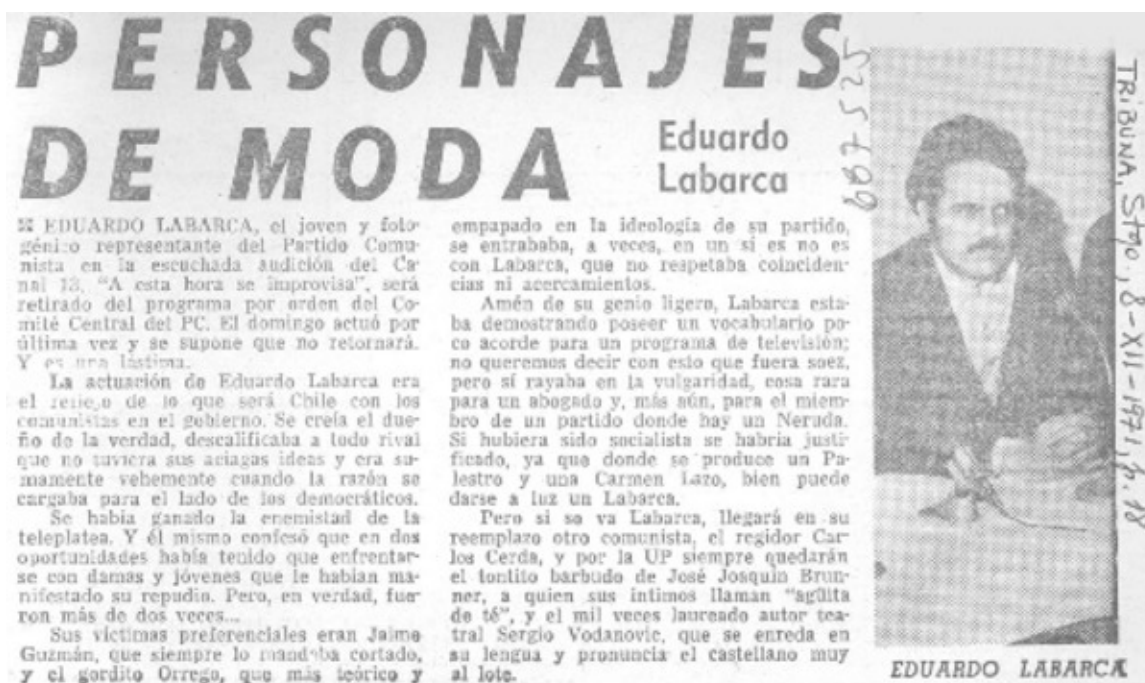 PERSONAJES
DE MODA
Eduardo
Labarca
EDUARDO LABARCA, el joven y foto-
génico representante del Partido Comu-
nista en la escuchada audición del Ca-
nal 13, "A esta hora se improvisa", será
retirado del programa por orden del Co-
mité Central del PC. El domingo actuó por
última vez y se supone que no retornará.
Y es una lástima.
La actuación de Eduardo Labarca era
el reflejo de lo que será Chile con los
comunistas en el gobierno. Se creía el due-
ño de la verdad, descalificaba a todo rival
que no tuviera sus aciagas ideas y era su-
mamente vehemente cuando la razón se
cargaba para el lado de los democráticos.
Se había ganado la enemistad de la
teleplatea. Y él mismo confesó que en dos
oportunidades había tenido que enfrentar-
se con damas y jóvenes que le habían ma-
nifestado su repudio. Pero, en verdad, fue-
ron más de dos veces...
Sus víctimas preferenciales eran Jaime
Guzmán, que siempre lo mandaba cortado,
y el gordito Orrego, que más teórico y
empapado en la ideología de su partido,
se entrababa, a veces, en un sí es no es
con Labarca, que no respetaba coinciden-
cias ni acercamientos.
Amén de su genio ligero, Labarca esta-
ba demostrando poseer un vocabulario po-
co acorde para un programa de televisión;
no queremos decir con esto que fuera soez,
pero sí rayaba en la vulgaridad, cosa rara
para un abogado y, más aún, para el miem-
bro de un partido donde hay un Neruda.
Si hubiera sido socialista se habría justi-
ficado, ya que donde se produce un Pa-
lestro y una Carmen Lazo, bien puede
darse a luz un Labarca.
Pero si se va Labarca, llegará en su
reemplazo otro comunista, el regidor Car-
los Cerda, y por la UP siempre quedarán
el tontito barbudo de José Joaquín Brun-
ner, a quien sus íntimos llaman "agüita
de té", y el mil veces laureado autor tea-
tral Sergio Vodanovic, que se enreda en
su lengua y pronuncia el castellano muy
al lote.
607525
TRIBUNA, Stgo., 8-XII-1971, p.
EDUARDO LABARCA